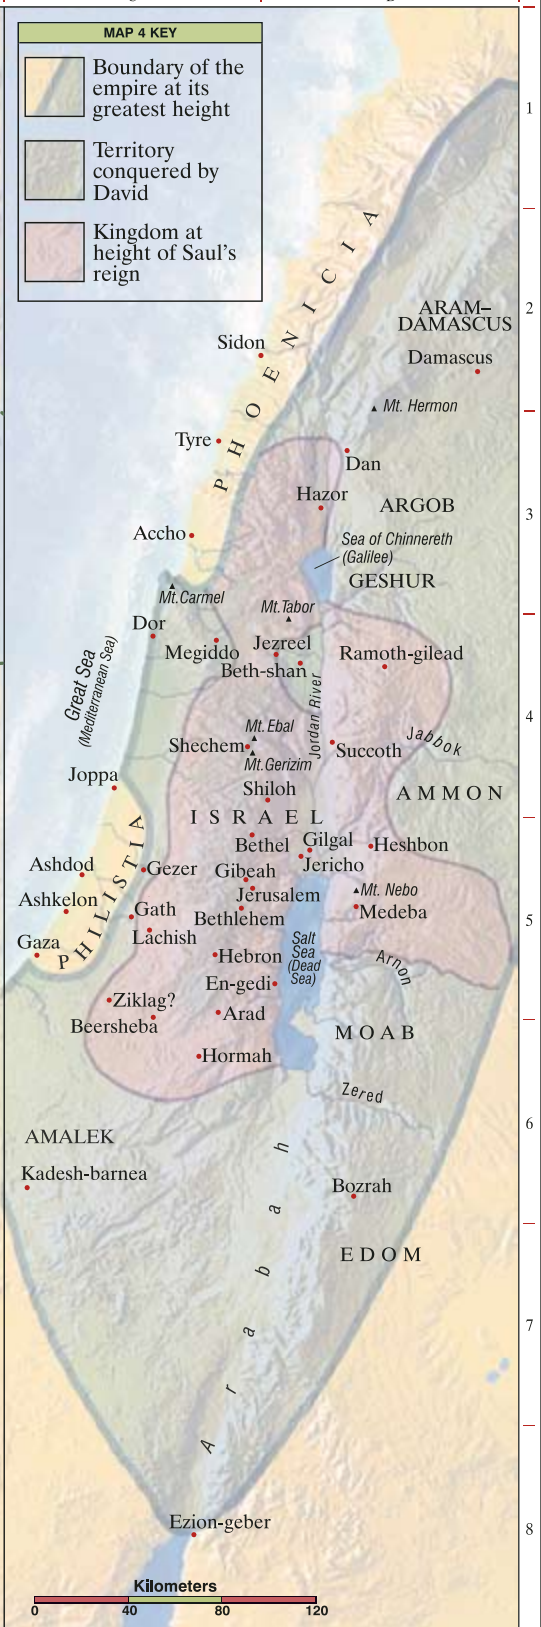 MAP 4 KEY
Boundary of the
empire at its
greatest height
Territory
conquered by
David
Kingdom at
height of Saul's
reign
1
2
3
4
5
6
7
8
PHOENICIA
ARAM–
DAMASCUS
Sidon
Damascus
Mt. Hermon
Tyre
Dan
Hazor
ARGOB
Accho
Sea of Chinnereth
(Galilee)
GESHUR
Mt.Carmel
Mt.Tabor
Dor
Megiddo
Jezreel
Beth-shan
Ramoth-gilead
Great Sea
(Mediterranean Sea)
Jordan River
Mt.Ebal
Shechem
Mt.Gerizim
Succoth
Jabbok
Joppa
Shiloh
AMMON
ISRAEL
Bethel
Gilgal
Jericho
Heshbon
PHILISTIA
Ashdod
Gezer
Gibeah
Jerusalem
Mt. Nebo
Ashkelon
Gath
Bethlehem
Medeba
Gaza
Lachish
Hebron
Salt
Sea
(Dead
Sea)
Arnon
En-gedi
Ziklag?
Beersheba
Arad
MOAB
Hormah
Zered
AMALEK
Kadesh-barnea
Bozrah
Arabah
EDOM
Ezion-geber
Kilometers
0 40 80 120